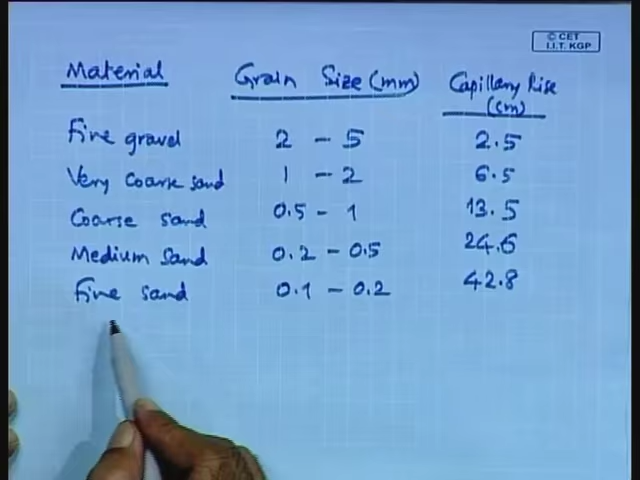 © CET
I.I.T. KGP
Material Grain Size (mm) Capillary Rise (cm)
Fine gravel 2 - 5 2.5
Very Coarse sand 1 - 2 6.5
Coarse sand 0.5 - 1 13.5
Medium sand 0.2 - 0.5 24.6
Fine sand 0.1 - 0.2 42.8